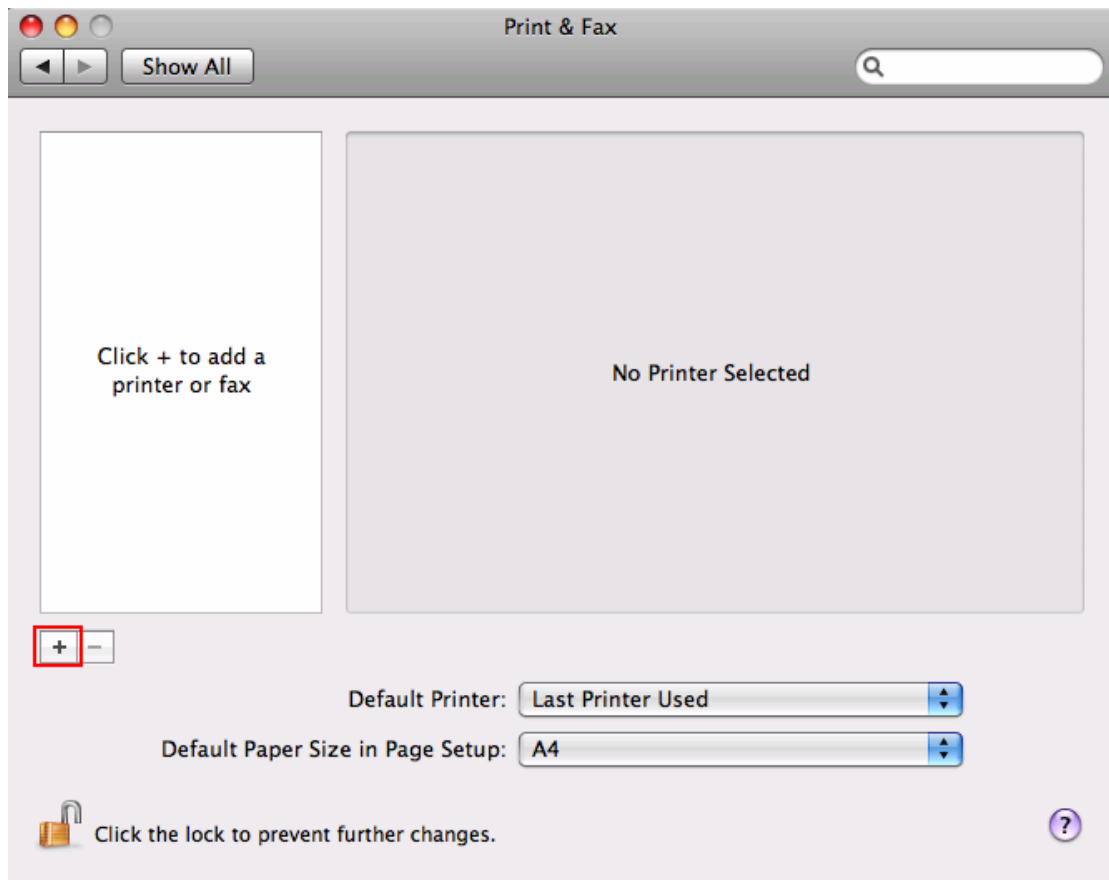 Print & Fax
Show All
Click + to add a
printer or fax
No Printer Selected
+ −
Default Printer: Last Printer Used
Default Paper Size in Page Setup: A4
Click the lock to prevent further changes.
?